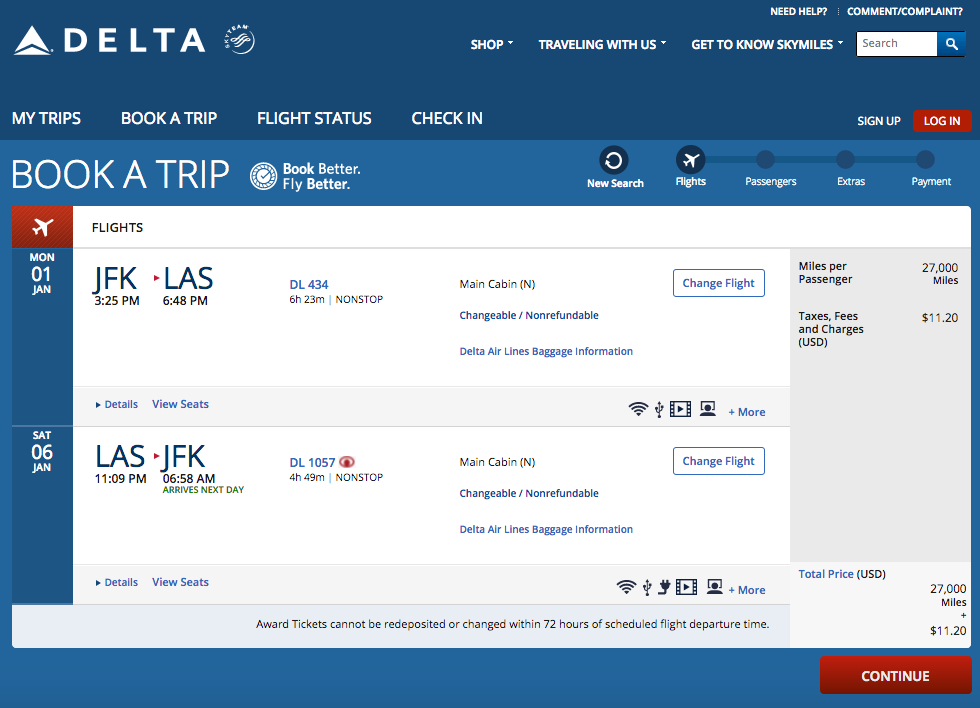 NEED HELP? COMMENT/COMPLAINT?
DELTA SKYTEAM
SHOP TRAVELING WITH US GET TO KNOW SKYMILES Search
MY TRIPS BOOK A TRIP FLIGHT STATUS CHECK IN SIGN UP LOG IN
BOOK A TRIP
Book Better.
Fly Better.
New Search Flights Passengers Extras Payment
FLIGHTS
MON
01
JAN
JFK LAS
3:25 PM 6:48 PM
DL 434
6h 23m | NONSTOP
Main Cabin (N)
Changeable / Nonrefundable
Delta Air Lines Baggage Information
Change Flight
Details View Seats + More
SAT
06
JAN
LAS JFK
11:09 PM 06:58 AM
ARRIVES NEXT DAY
DL 1057
4h 49m | NONSTOP
Main Cabin (N)
Changeable / Nonrefundable
Delta Air Lines Baggage Information
Change Flight
Details View Seats + More
Award Tickets cannot be redeposited or changed within 72 hours of scheduled flight departure time.
Miles per
Passenger
27,000
Miles
Taxes, Fees
and Charges
(USD)
$11.20
Total Price (USD)
27,000
Miles
+
$11.20
CONTINUE